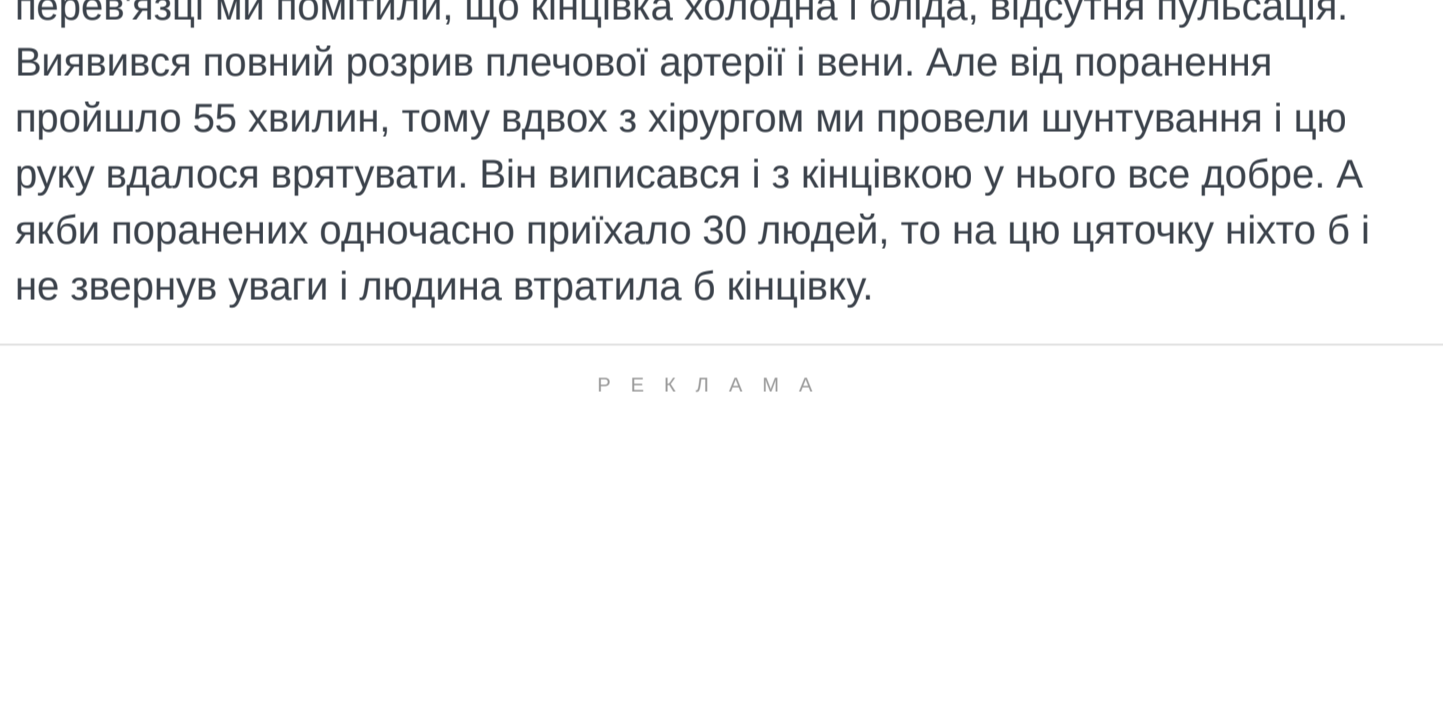 перев'язці ми помітили, що кінцівка холодна і бліда, відсутня пульсація.
Виявився повний розрив плечової артерії і вени. Але від поранення
пройшло 55 хвилин, тому вдвох з хірургом ми провели шунтування і цю
руку вдалося врятувати. Він виписався і з кінцівкою у нього все добре. А
якби поранених одночасно приїхало 30 людей, то на цю цяточку ніхто б і
не звернув уваги і людина втратила б кінцівку.
РЕКЛАМА